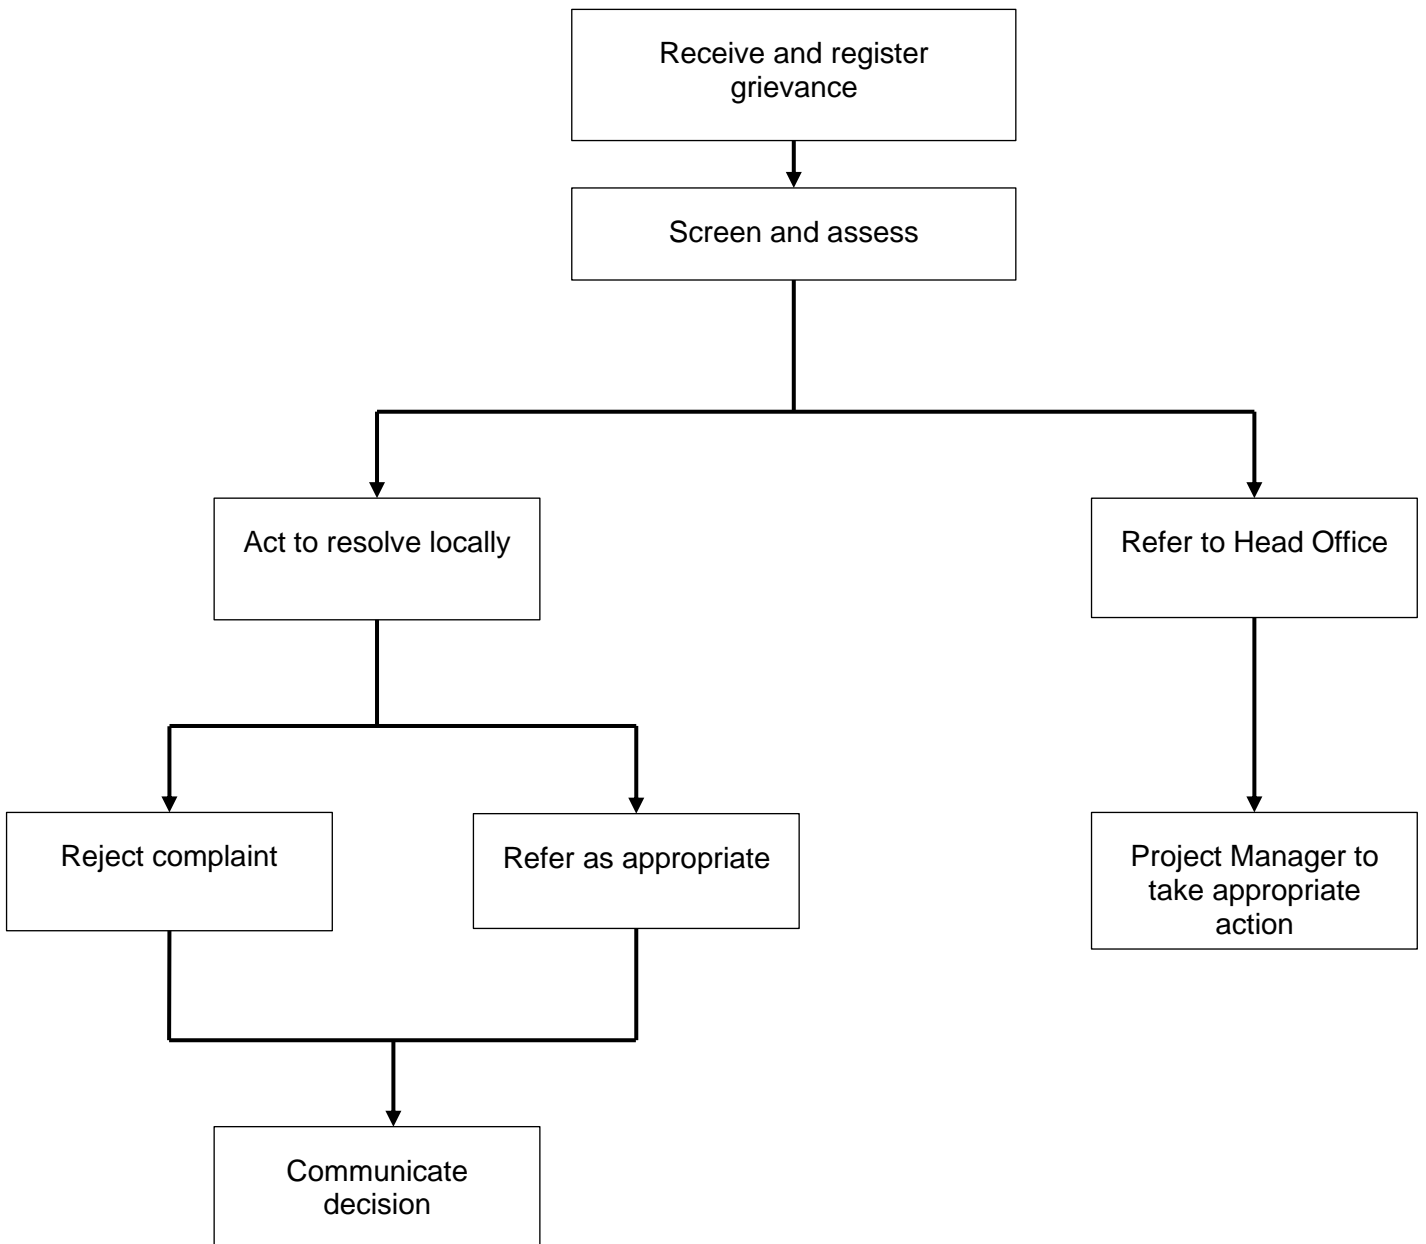 Receive and register
grievance
Screen and assess
Act to resolve locally
Refer to Head Office
Reject complaint
Refer as appropriate
Project Manager to
take appropriate
action
Communicate
decision